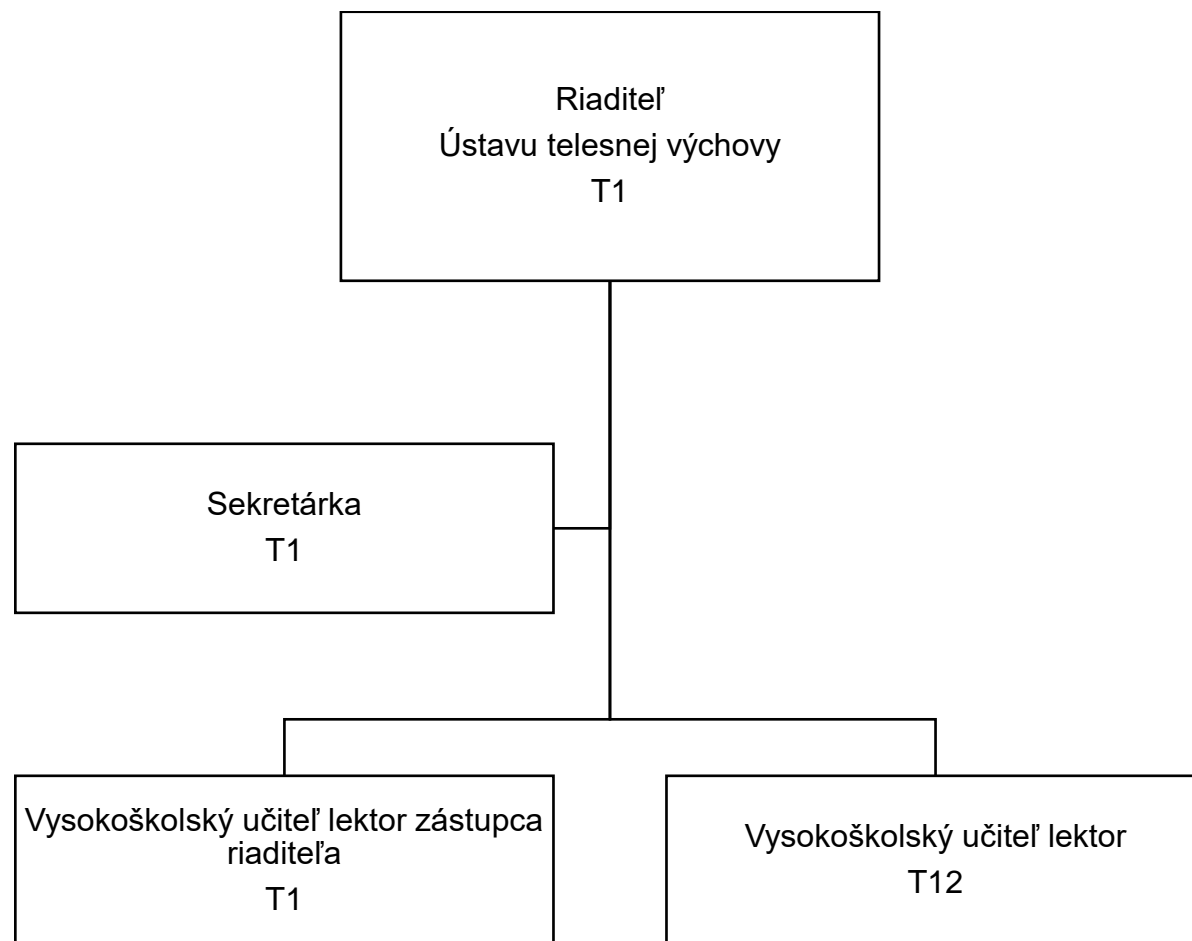 Riaditeľ
Ústavu telesnej výchovy
T1
Sekretárka
T1
Vysokoškolský učiteľ lektor zástupca
riaditeľa
T1
Vysokoškolský učiteľ lektor
T12